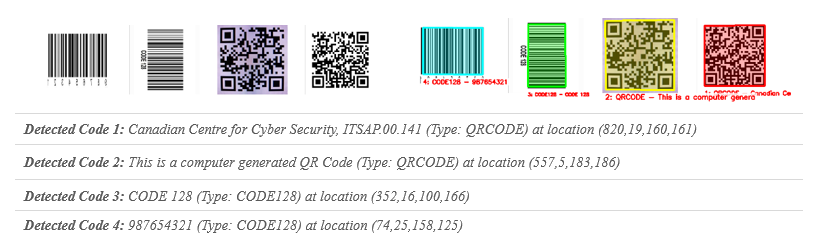 CODE 128
4: CODE128 - 987654321
CODE 128
3: CODE128 - CODE 128
2: QRCODE - This is a computer genera
QRCODE - Canadian Ce
Detected Code 1: Canadian Centre for Cyber Security, ITSAP.00.141 (Type: QRCODE) at location (820,19,160,161)
Detected Code 2: This is a computer generated QR Code (Type: QRCODE) at location (557,5,183,186)
Detected Code 3: CODE 128 (Type: CODE128) at location (352,16,100,166)
Detected Code 4: 987654321 (Type: CODE128) at location (74,25,158,125)